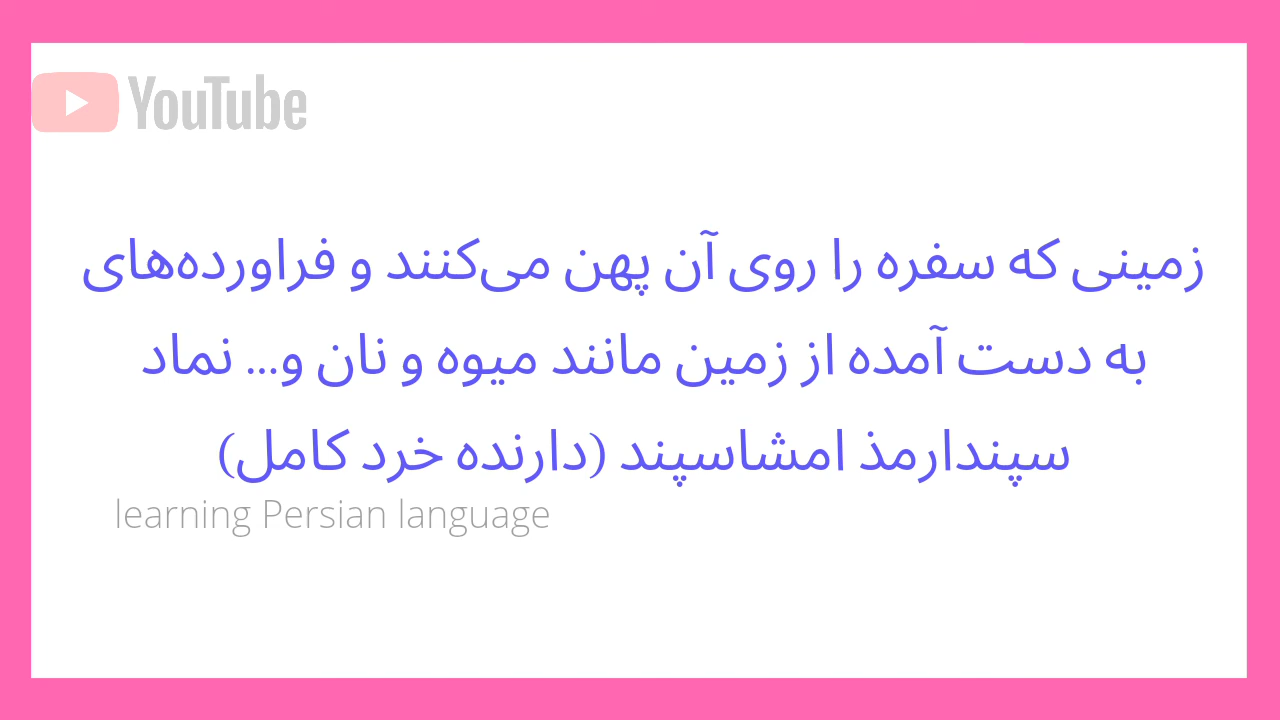 YouTube
زمینی که سفره را روی آن پهن می‌کنند و فراورده‌های
به دست آمده از زمین مانند میوه و نان و... نماد
سپندارمذ امشاسپند (دارنده خرد کامل)
learning Persian language